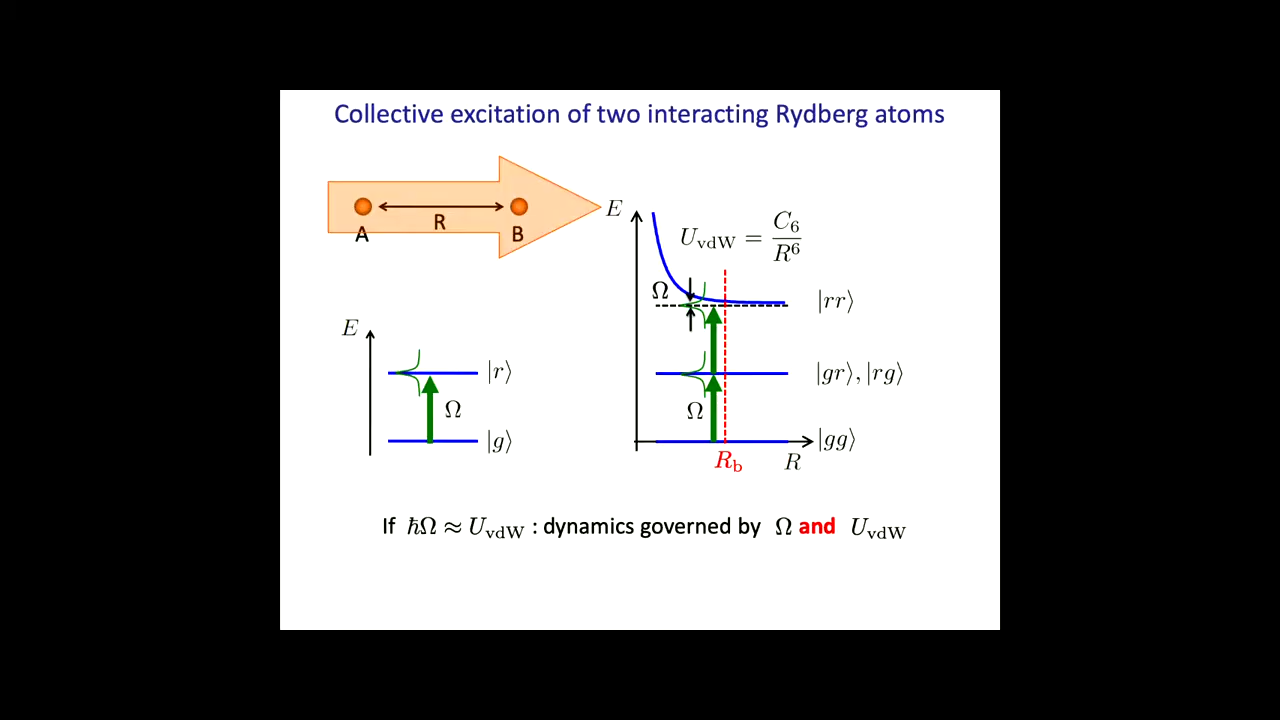 Collective excitation of two interacting Rydberg atoms
R
A
B
E
|r⟩
Ω
|g⟩
E
U_vdW = C_6/R^6
Ω
|rr⟩
|gr⟩, |rg⟩
Ω
|gg⟩
R_b
R
If ℏΩ ≈ U_vdW : dynamics governed by Ω and U_vdW